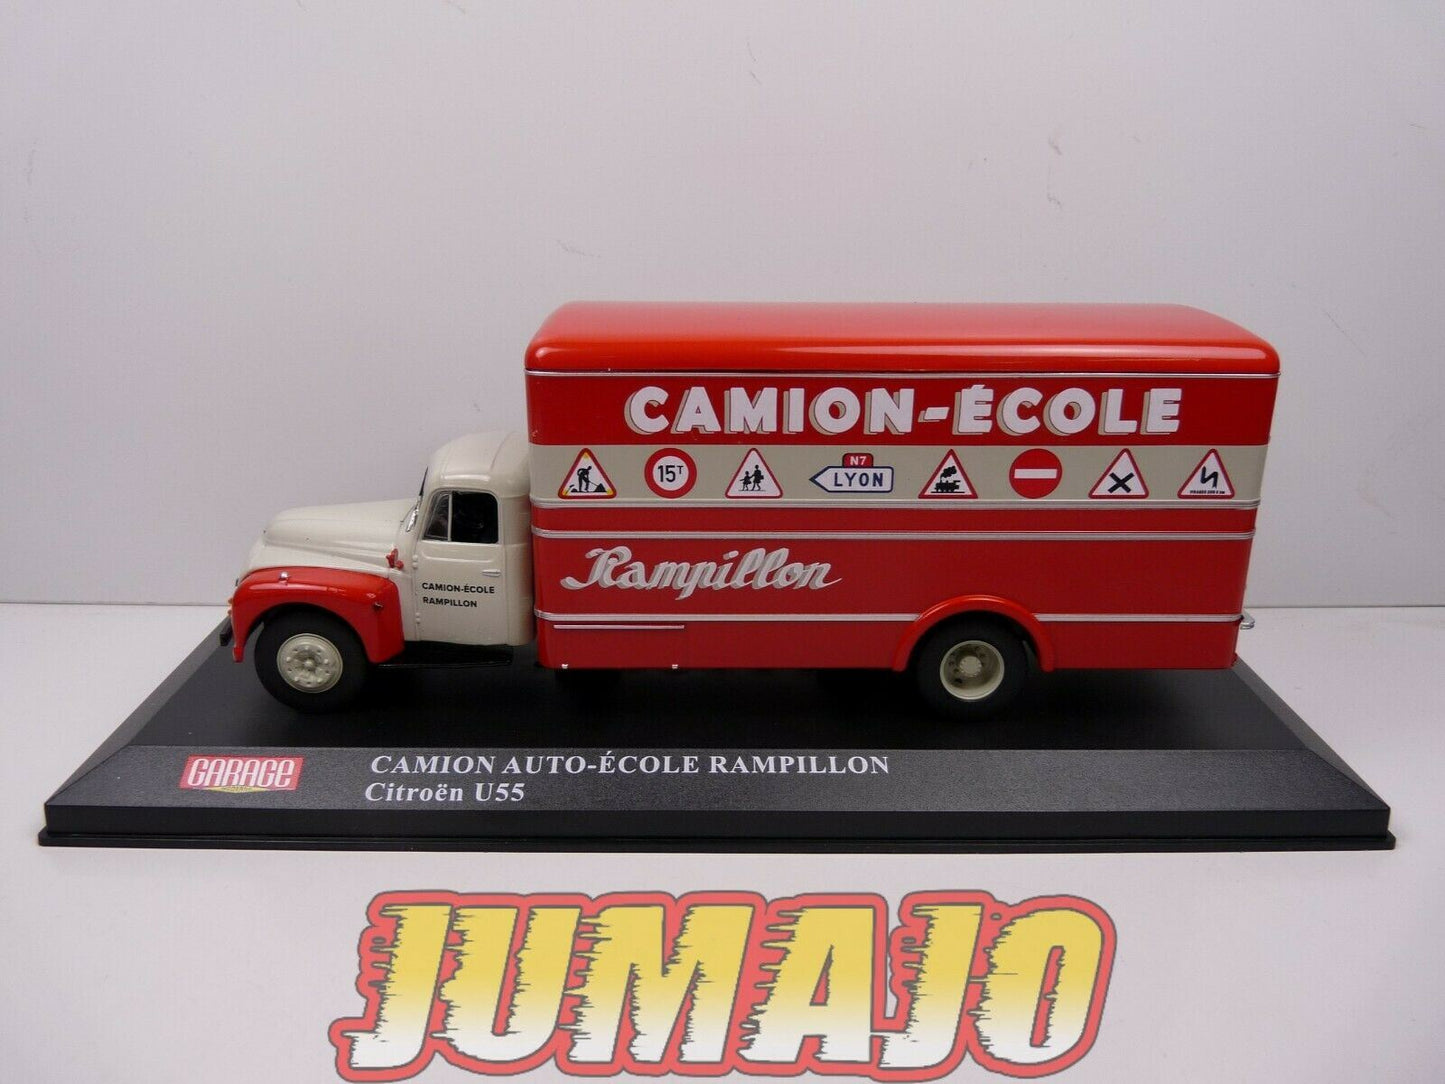 CAMION-ÉCOLE
15T
N7
LYON
Rampillon
CAMION-ÉCOLE
RAMPILLON
GARAGE
CAMION AUTO-ÉCOLE RAMPILLON
Citroën U55
JUMAJO